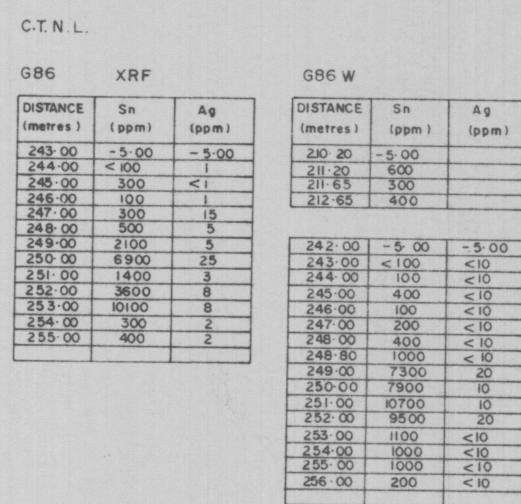 C.T. N. L.
G86 XRF
DISTANCE (metres) Sn (ppm) Ag (ppm)
243·00 -5·00 -5·00
244·00 <100 1
245·00 300 <1
246·00 100 1
247·00 300 15
248·00 500 5
249·00 2100 5
250·00 6900 25
251·00 1400 3
252·00 3600 8
253·00 10100 8
254·00 300 2
255·00 400 2
G86 W
DISTANCE (metres) Sn (ppm) Ag (ppm)
210·20 -5·00
211·20 600
211·65 300
212·65 400
242·00 -5·00 -5·00
243·00 <100 <10
244·00 100 <10
245·00 400 <10
246·00 100 <10
247·00 200 <10
248·00 400 <10
248·80 1000 <10
249·00 7300 20
250·00 7900 10
251·00 10700 10
252·00 9500 20
253·00 1100 <10
254·00 1000 <10
255·00 1000 <10
256·00 200 <10